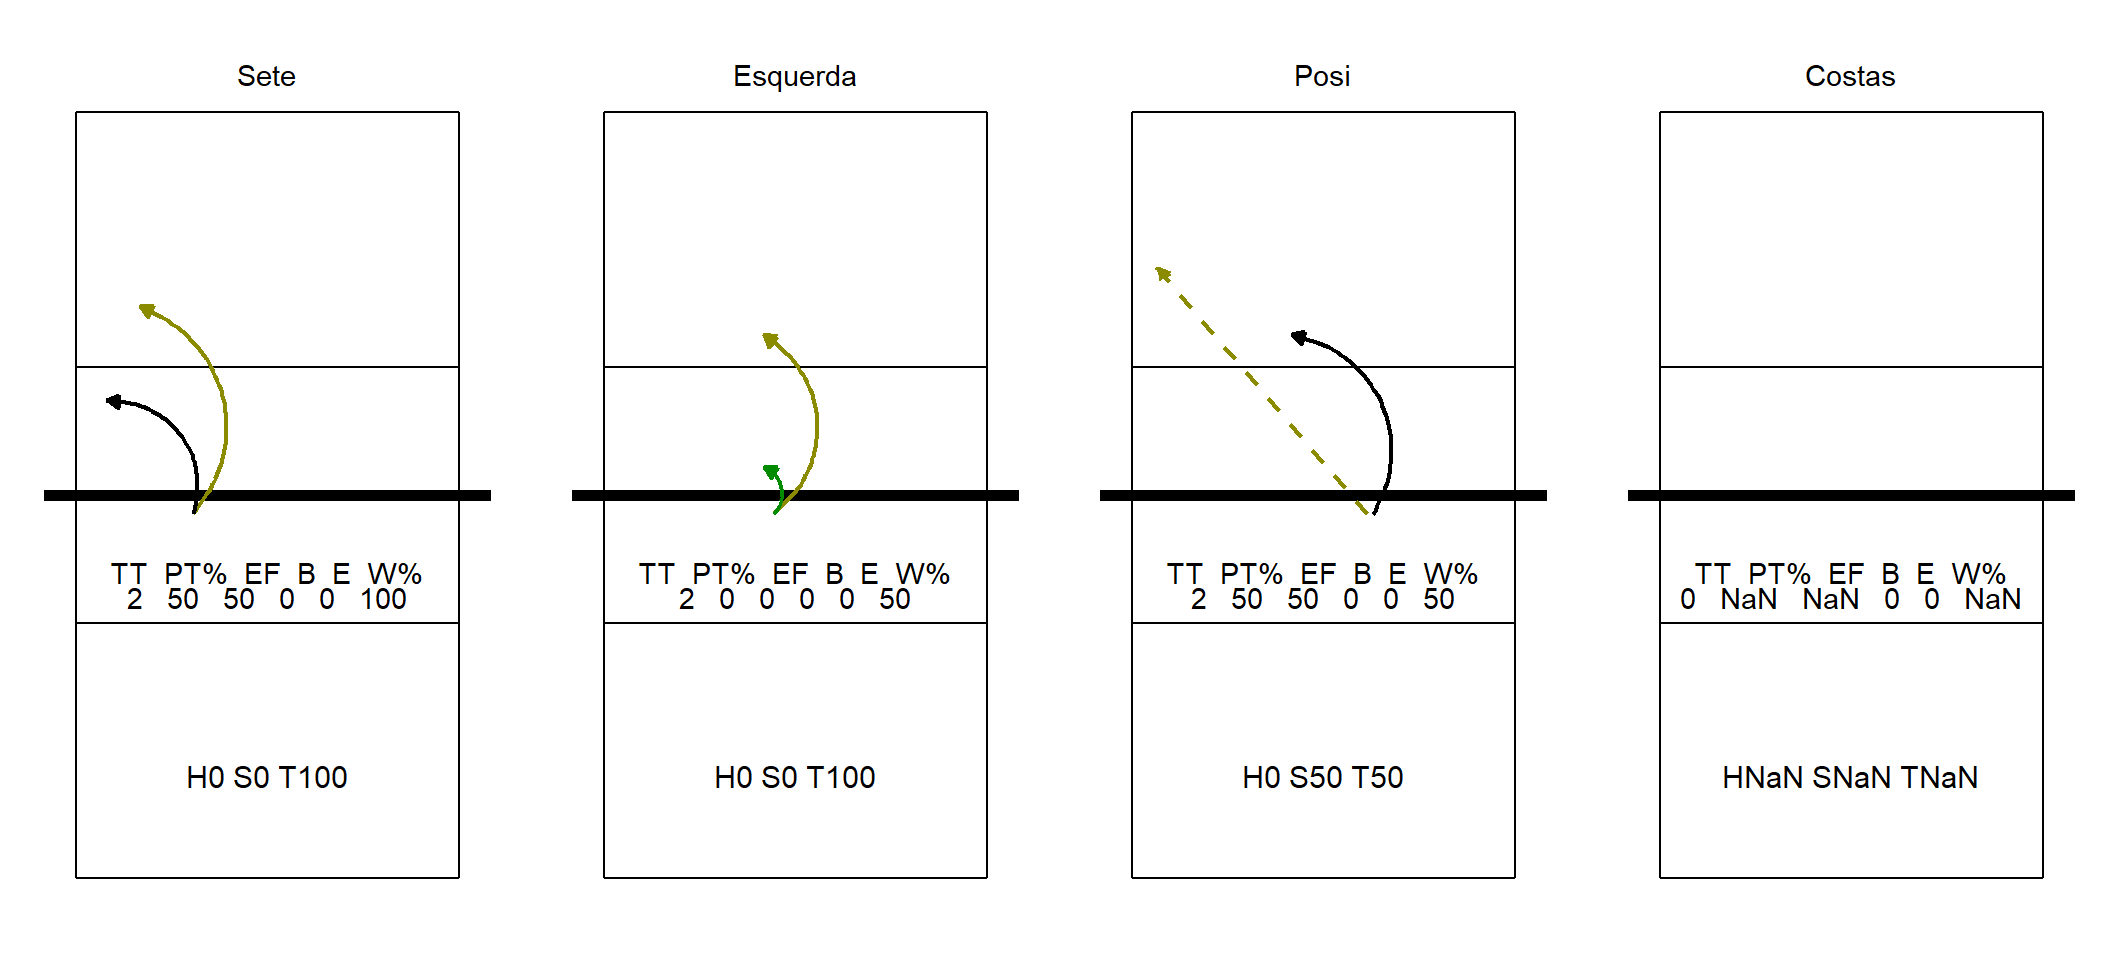 Sete
TT PT% EF B E W%
2 50 50 0 0 100
H0 S0 T100
Esquerda
TT PT% EF B E W%
2 0 0 0 0 50
H0 S0 T100
Posi
TT PT% EF B E W%
2 50 50 0 0 50
H0 S50 T50
Costas
TT PT% EF B E W%
0 NaN NaN 0 0 NaN
HNaN SNaN TNaN